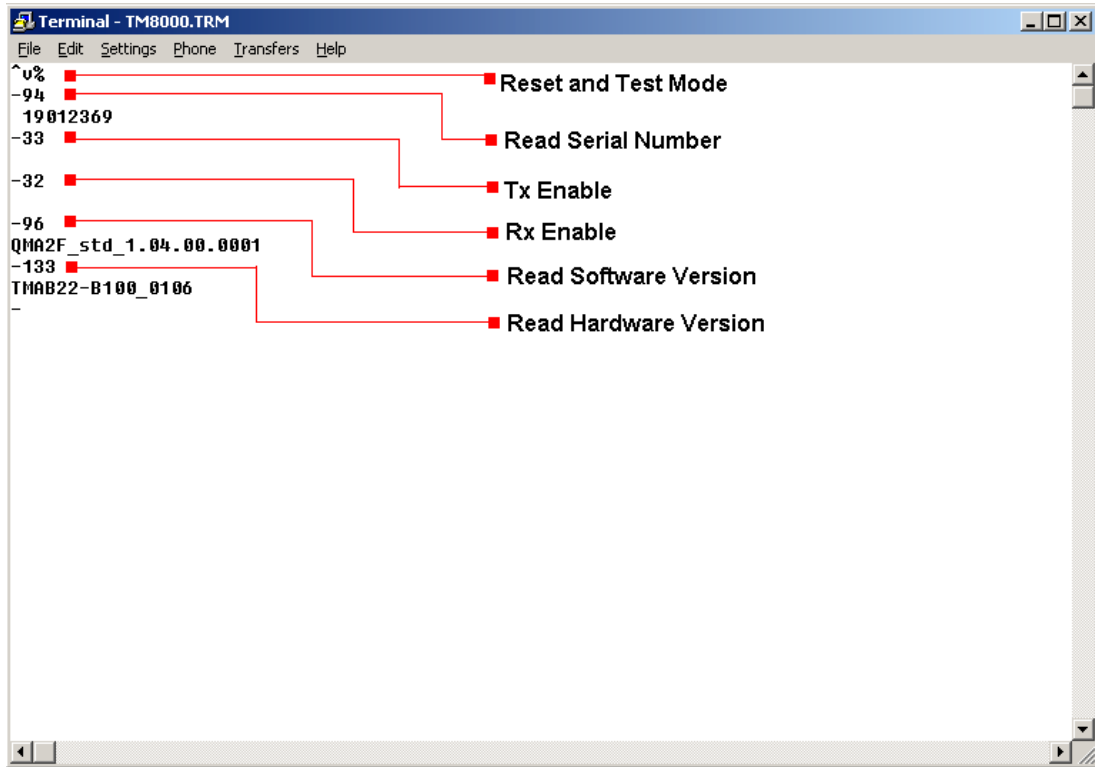 Terminal - TM8000.TRM
File Edit Settings Phone Transfers Help
^v%
Reset and Test Mode
-94
19012369
Read Serial Number
-33
Tx Enable
-32
Rx Enable
-96
QMA2F_std_1.04.00.0001
Read Software Version
-133
TMAB22-B100_0106
Read Hardware Version
-